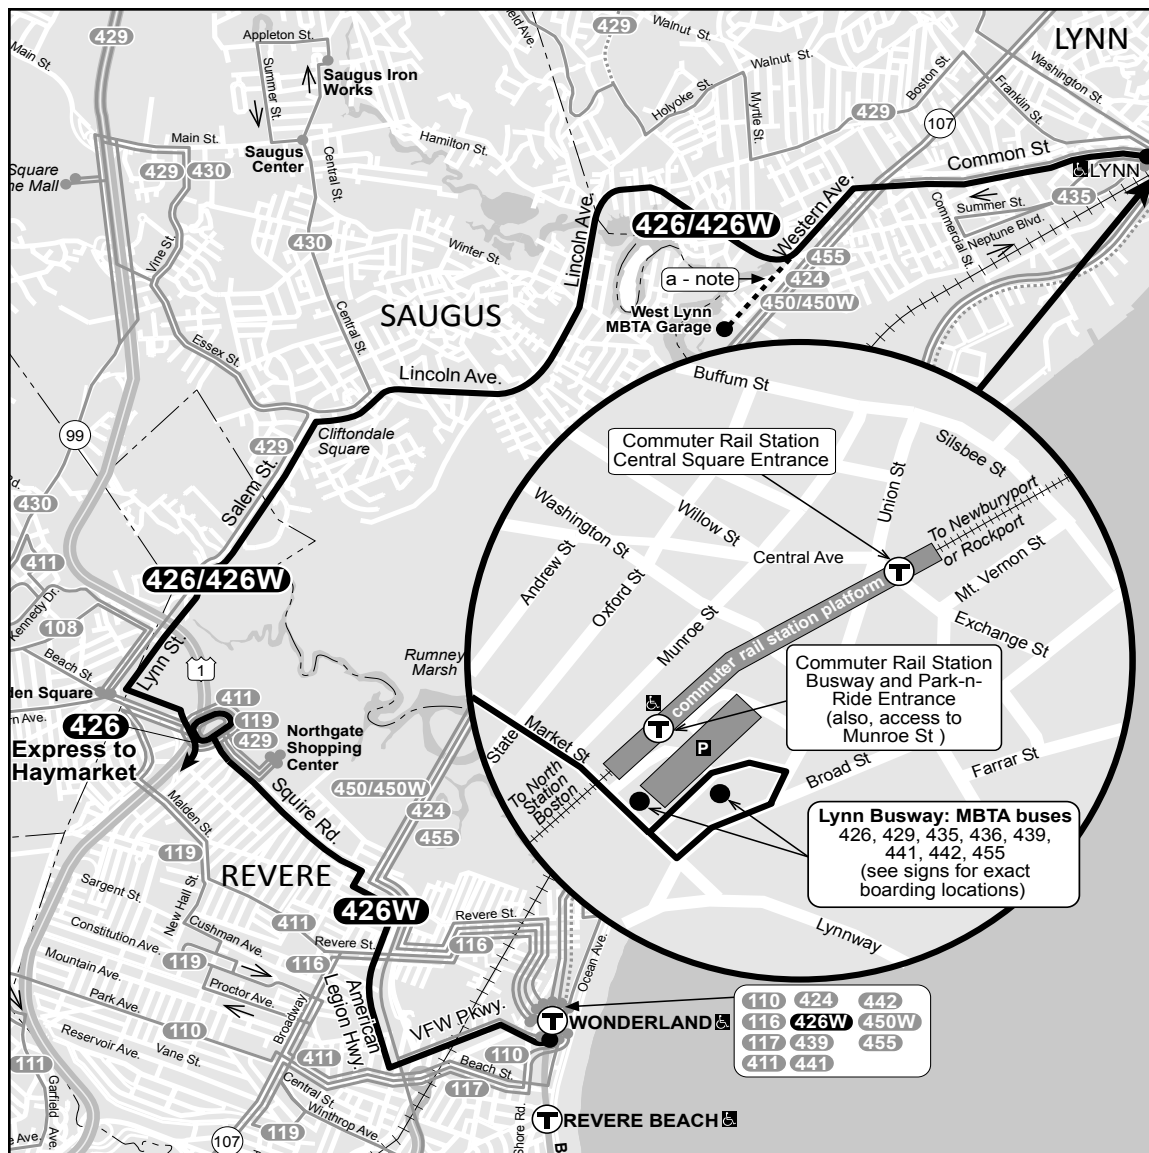 429
Main St.
Appleton St.
Summer St.
Saugus Iron
Works
Main St.
429
430
Saugus
Center
Central St.
Hamilton St.
Square
ne Mall
Vine St.
430
Winter St.
Central St.
Essex St.
SAUGUS
field Ave.
429
Walnut St.
Walnut St.
Holyoke St.
Myrtle St.
429
Boston St.
107
LYNN
Washington St.
Franklin St.
Common St
LYNN
Summer St.
435
Neptune Blvd.
Commercial St.
Western Ave.
Lincoln Ave.
426/426W
455
424
450/450W
a - note
West Lynn
MBTA Garage
Lincoln Ave.
Cliftondale
Square
99
429
Salem St.
Rd.
430
411
426/426W
Kennedy Dr.
108
Beach St.
Lynn St.
1
den Square
rn Ave.
426
Express to
Haymarket
411
119
429
Northgate
Shopping
Center
Rumney
Marsh
Squire Rd.
450/450W
424
455
Malden St.
119
REVERE
Sargent St.
New Hall St.
Constitution Ave.
Cushman Ave.
Mountain Ave.
119
Proctor Ave.
Park Ave.
110
Reservoir Ave.
Vane St.
111
Garfield Ave.
e Ave.
107
411
Revere St.
116
Broadway
411
Central St.
Winthrop Ave.
119
426W
Revere St.
116
American
Legion Hwy.
VFW Pkwy.
110
Beach St.
117
Ocean Ave.
T
WONDERLAND
110 424 442
116 426W 450W
117 439 455
411 441
T
REVERE BEACH
Shore Rd.
B
Buffum St
Silsbee St
Commuter Rail Station
Central Square Entrance
Union St
Washington St
Willow St
Central Ave
To Newburyport
or Rockport
Andrew St
Oxford St
Munroe St
T
Mt. Vernon St
Exchange St
commuter rail station platform
Commuter Rail Station
Busway and Park-n-
Ride Entrance
(also, access to
Munroe St )
T
P
State
Market St
To North
Station
Boston
Broad St
Farrar St
Lynn Busway: MBTA buses
426, 429, 435, 436, 439,
441, 442, 455
(see signs for exact
boarding locations)
Lynnway